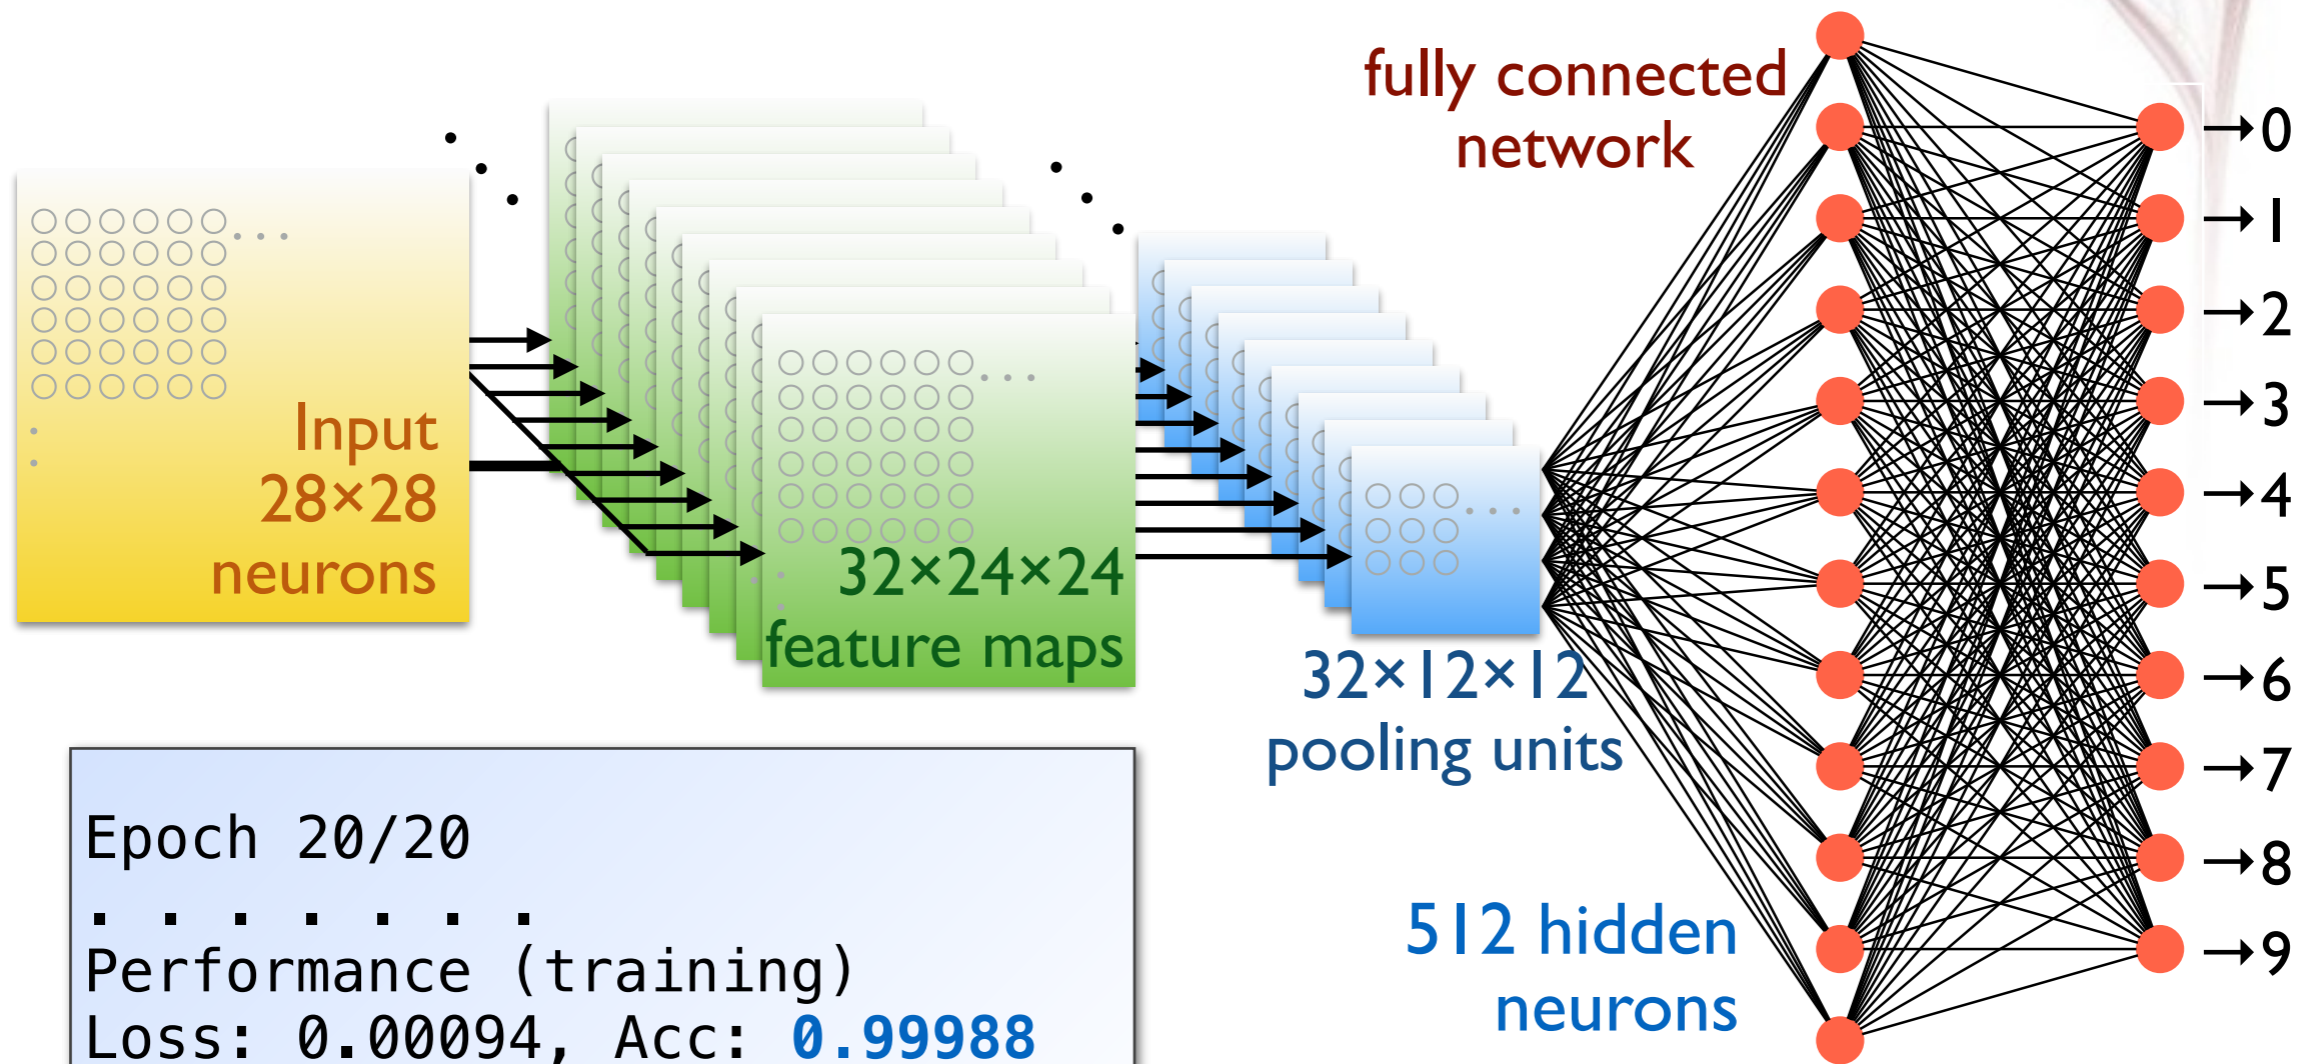 fully connected
network
Input
28×28
neurons
32×24×24
feature maps
32×12×12
pooling units
512 hidden
neurons
0
1
2
3
4
5
6
7
8
9
Epoch 20/20
. . . . . . .
Performance (training)
Loss: 0.00094, Acc: 0.99988